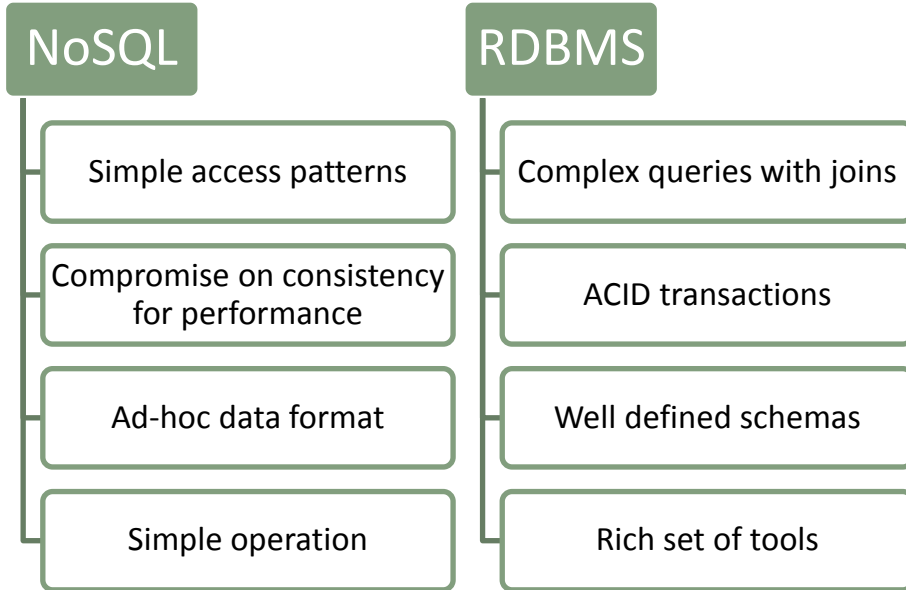 NoSQL
Simple access patterns
Compromise on consistency
for performance
Ad-hoc data format
Simple operation
RDBMS
Complex queries with joins
ACID transactions
Well defined schemas
Rich set of tools